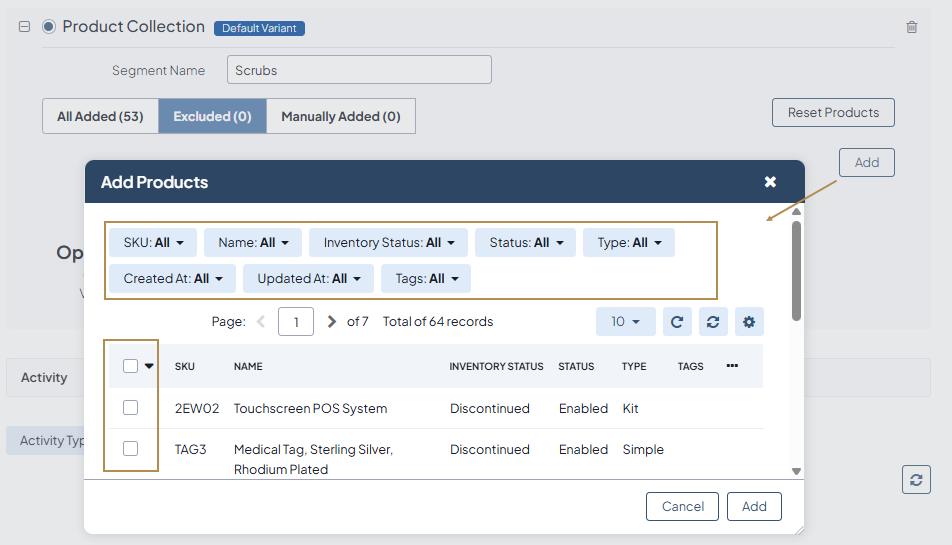 Product Collection Default Variant
Segment Name Scrubs
All Added (53) Excluded (0) Manually Added (0) Reset Products
Add
Add Products
SKU: All Name: All Inventory Status: All Status: All Type: All
Created At: All Updated At: All Tags: All
Op
Page: 1 of 7 Total of 64 records 10
SKU NAME INVENTORY STATUS STATUS TYPE TAGS
Activity
2EW02 Touchscreen POS System Discontinued Enabled Kit
Activity Typ
TAG3 Medical Tag, Sterling Silver, Discontinued Enabled Simple
Rhodium Plated
Cancel Add